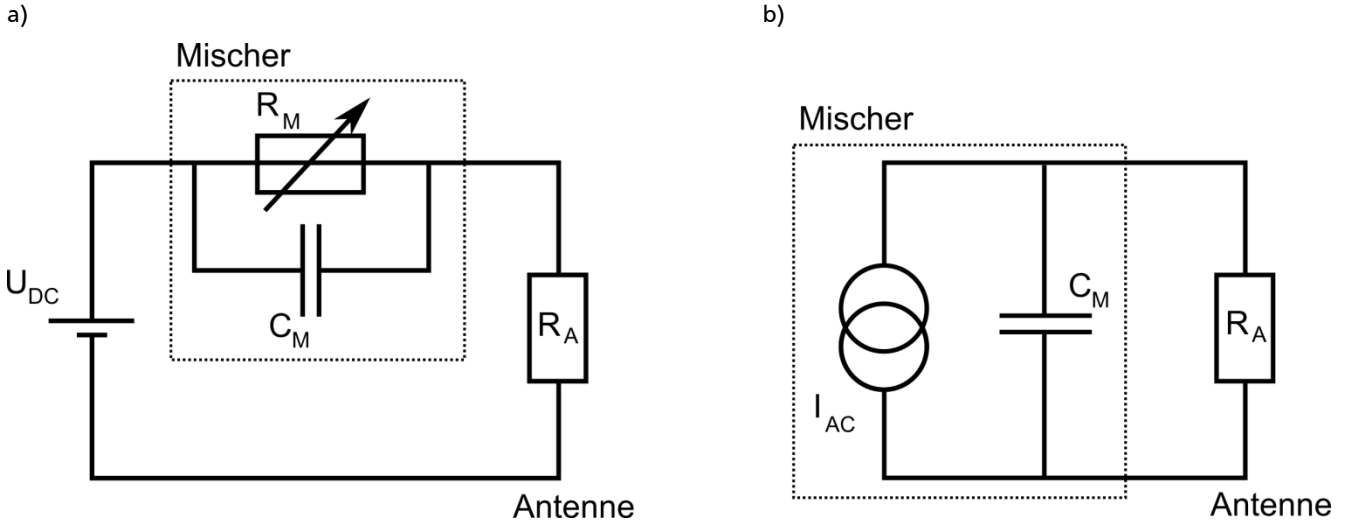 a)
Mischer
R_M
C_M
U_DC
R_A
Antenne
b)
Mischer
C_M
R_A
I_AC
Antenne